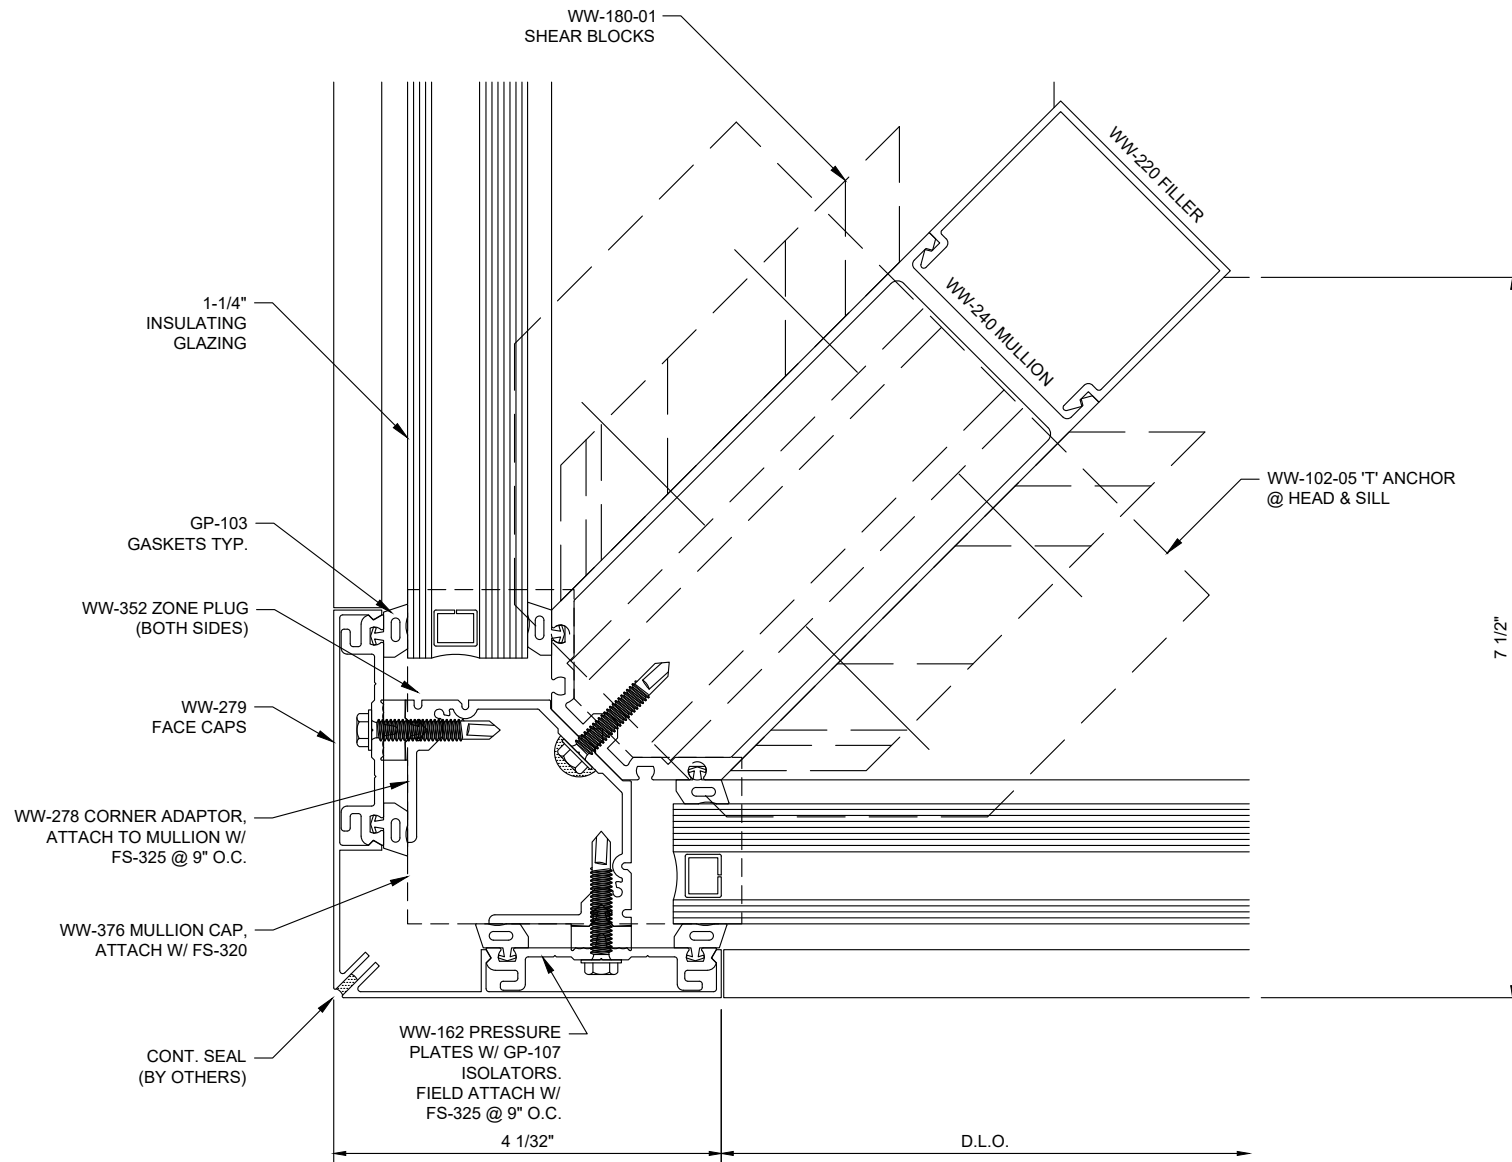 WW-180-01
SHEAR BLOCKS
WW-220 FILLER
WW-240 MULLION
1-1/4"
INSULATING
GLAZING
WW-102-05 'T' ANCHOR
@ HEAD & SILL
GP-103
GASKETS TYP.
WW-352 ZONE PLUG
(BOTH SIDES)
7 1/2"
WW-279
FACE CAPS
WW-278 CORNER ADAPTOR,
ATTACH TO MULLION W/
FS-325 @ 9" O.C.
WW-376 MULLION CAP,
ATTACH W/ FS-320
CONT. SEAL
(BY OTHERS)
WW-162 PRESSURE
PLATES W/ GP-107
ISOLATORS.
FIELD ATTACH W/
FS-325 @ 9" O.C.
4 1/32"
D.L.O.